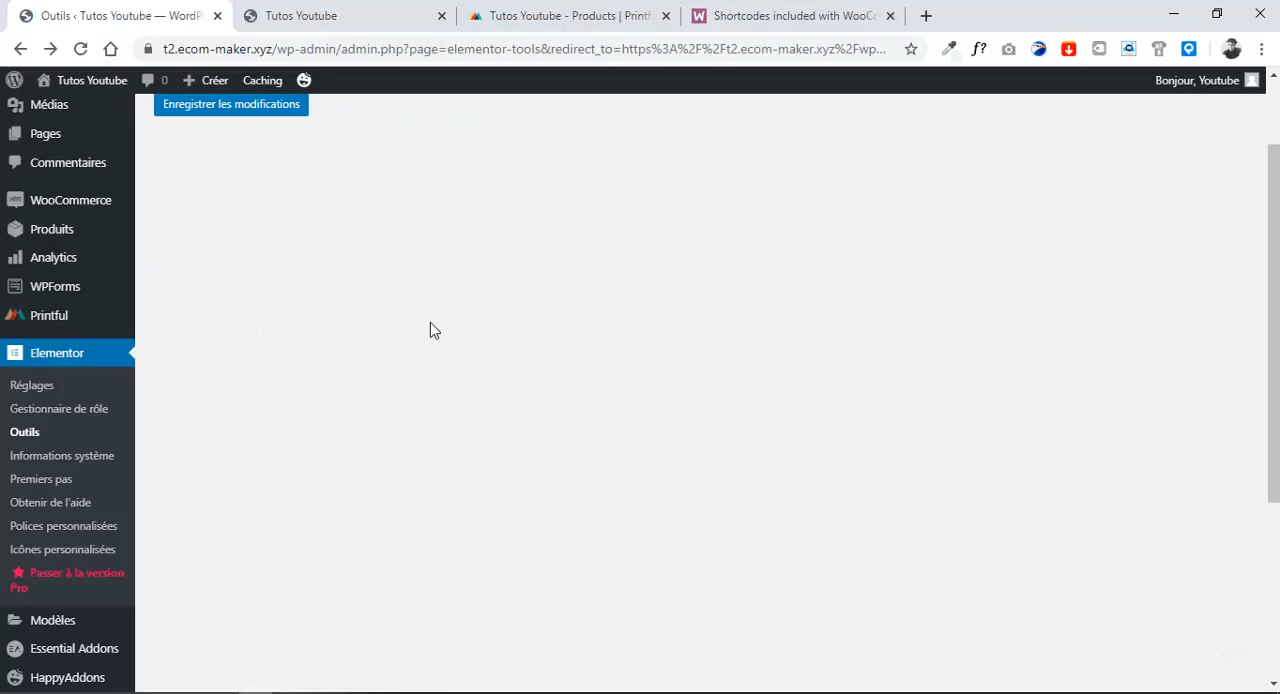 Outils ‹ Tutos Youtube — WordP
Tutos Youtube
Tutos Youtube - Products | Printf
Shortcodes included with WooCo
t2.ecom-maker.xyz/wp-admin/admin.php?page=elementor-tools&redirect_to=https%3A%2F%2Ft2.ecom-maker.xyz%2Fwp...
f?
Tutos Youtube
0
Créer
Caching
Bonjour, Youtube
Médias
Enregistrer les modifications
Pages
Commentaires
WooCommerce
Produits
Analytics
WPForms
Printful
Elementor
Réglages
Gestionnaire de rôle
Outils
Informations système
Premiers pas
Obtenir de l'aide
Polices personnalisées
Icônes personnalisées
Passer à la version
Pro
Modèles
Essential Addons
HappyAddons